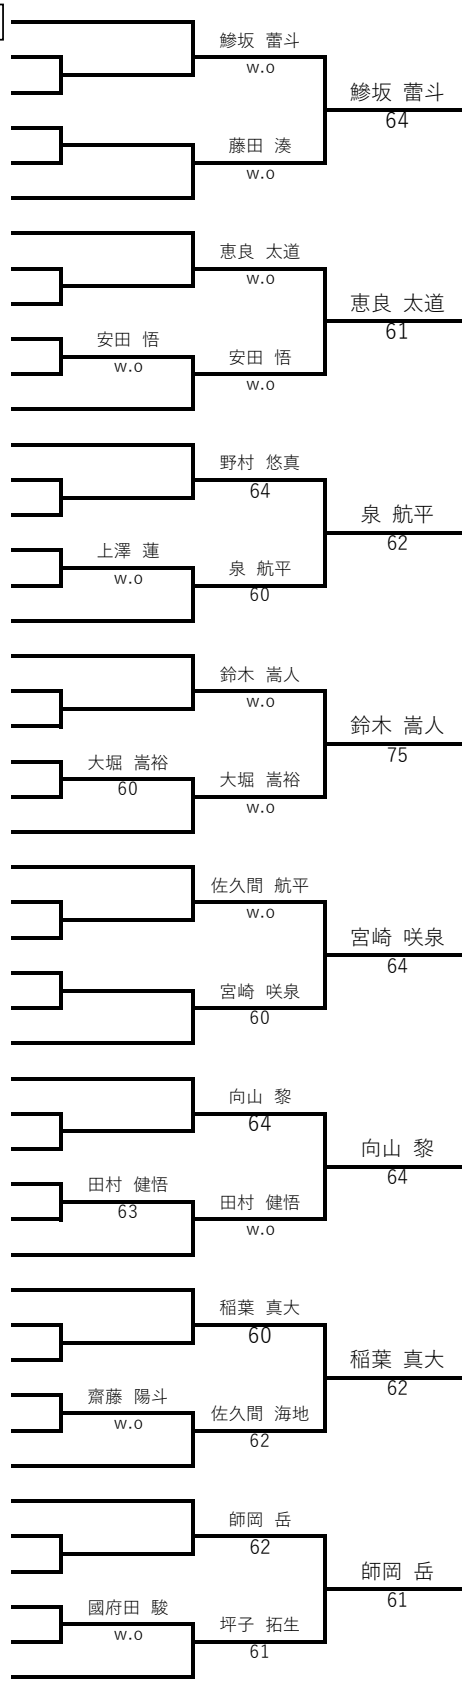 鰺坂 蕾斗
w.o
鰺坂 蕾斗
64
藤田 湊
w.o
恵良 太道
w.o
恵良 太道
61
安田 悟
w.o
安田 悟
w.o
野村 悠真
64
泉 航平
62
上澤 蓮
w.o
泉 航平
60
鈴木 嵩人
w.o
鈴木 嵩人
75
大堀 嵩裕
60
大堀 嵩裕
w.o
佐久間 航平
w.o
宮崎 咲泉
64
宮崎 咲泉
60
向山 黎
64
向山 黎
64
田村 健悟
63
田村 健悟
w.o
稲葉 真大
60
稲葉 真大
62
齋藤 陽斗
w.o
佐久間 海地
62
師岡 岳
62
師岡 岳
61
國府田 駿
w.o
坪子 拓生
61